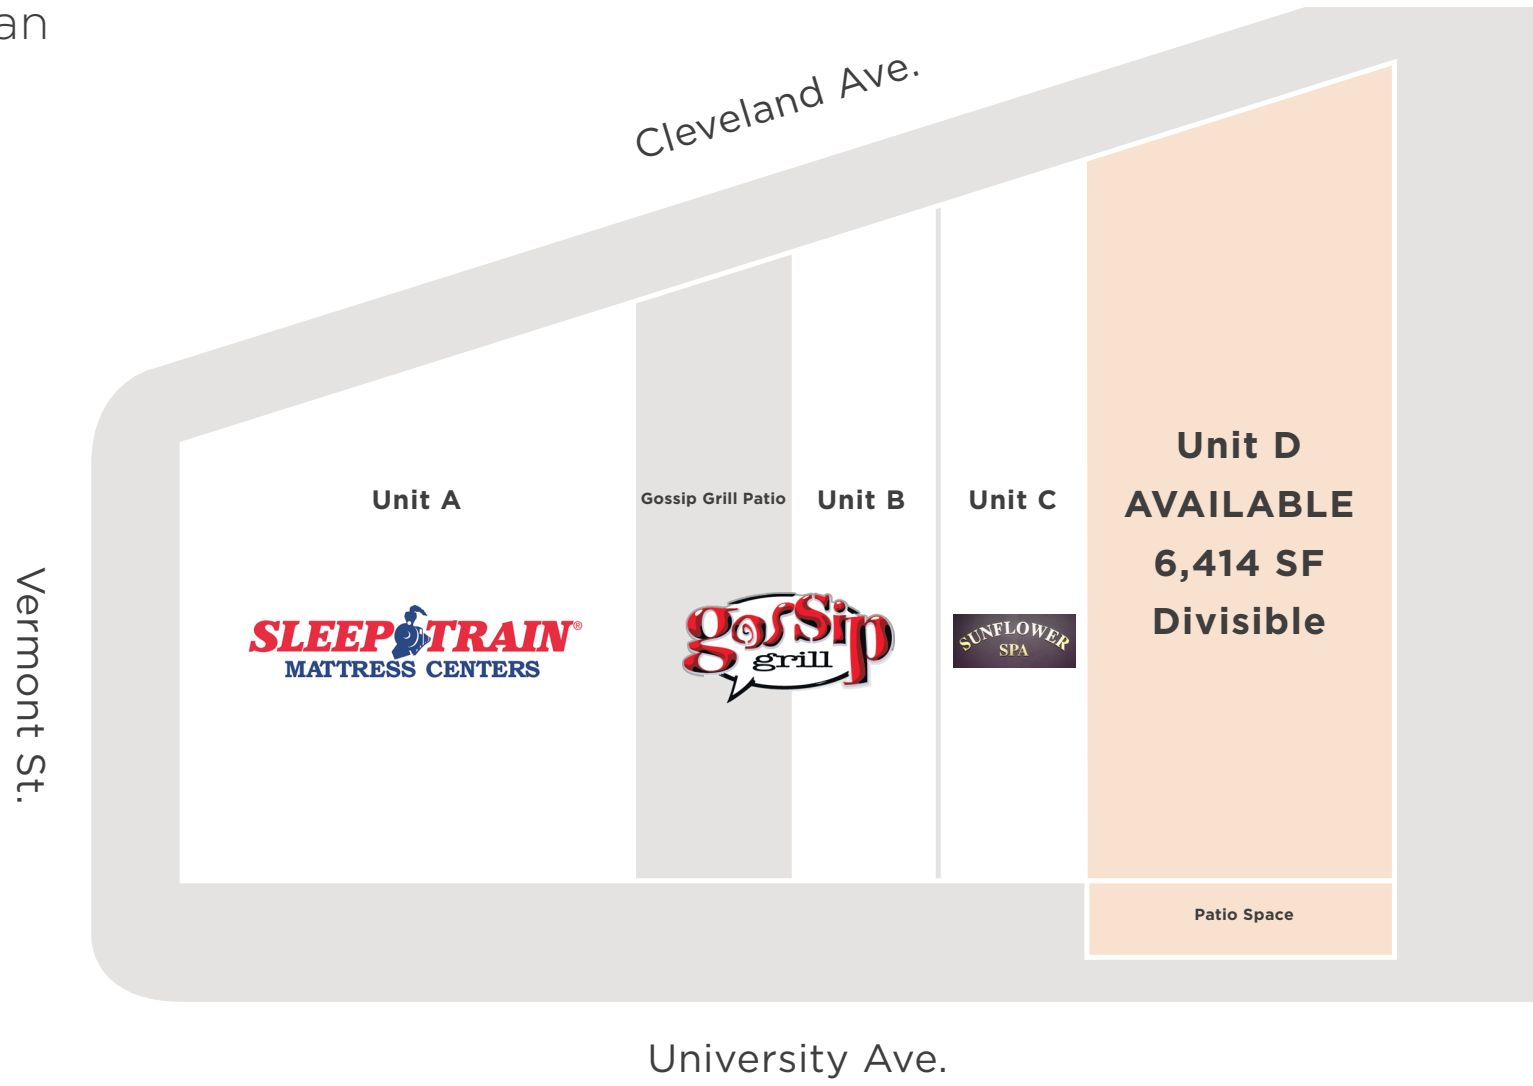 an
Cleveland Ave.
Unit A
Gossip Grill Patio
Unit B
Unit C
Unit D
AVAILABLE
6,414 SF
Divisible
SLEEP TRAIN®
MATTRESS CENTERS
gossip
grill
SUNFLOWER
SPA
Vermont St.
Patio Space
University Ave.